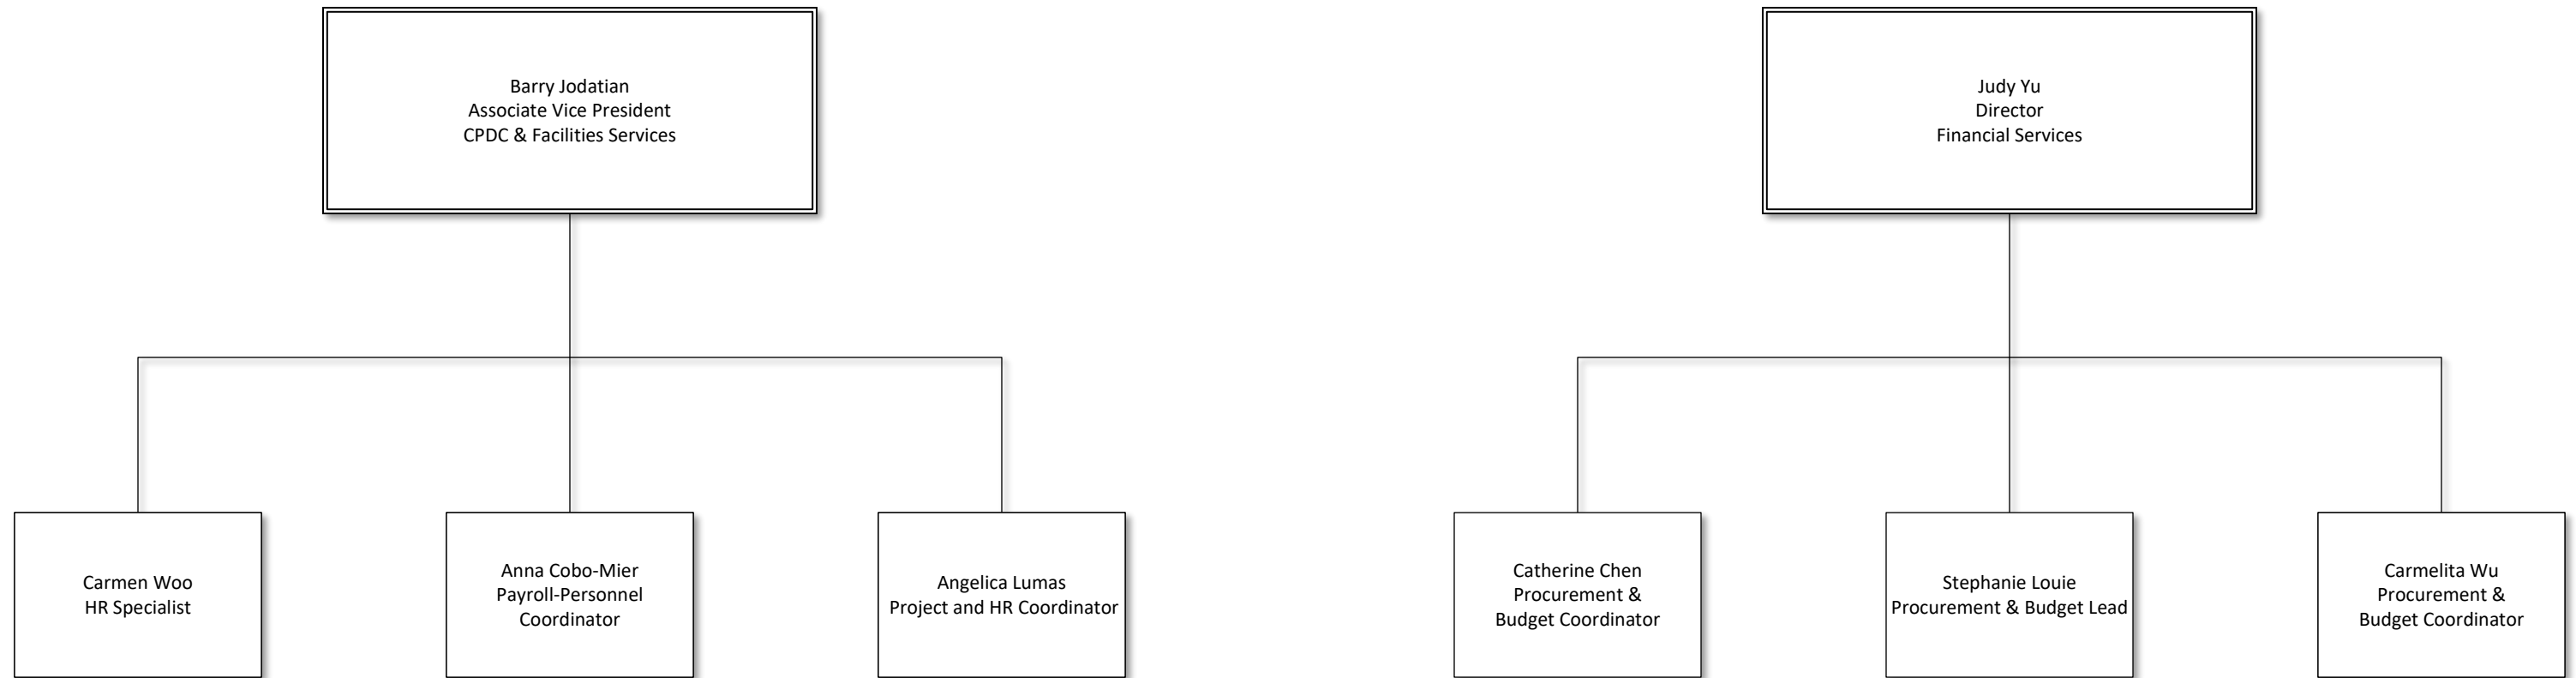 Barry Jodatian
Associate Vice President
CPDC & Facilities Services
Judy Yu
Director
Financial Services
Carmen Woo
HR Specialist
Anna Cobo-Mier
Payroll-Personnel
Coordinator
Angelica Lumas
Project and HR Coordinator
Catherine Chen
Procurement &
Budget Coordinator
Stephanie Louie
Procurement & Budget Lead
Carmelita Wu
Procurement &
Budget Coordinator